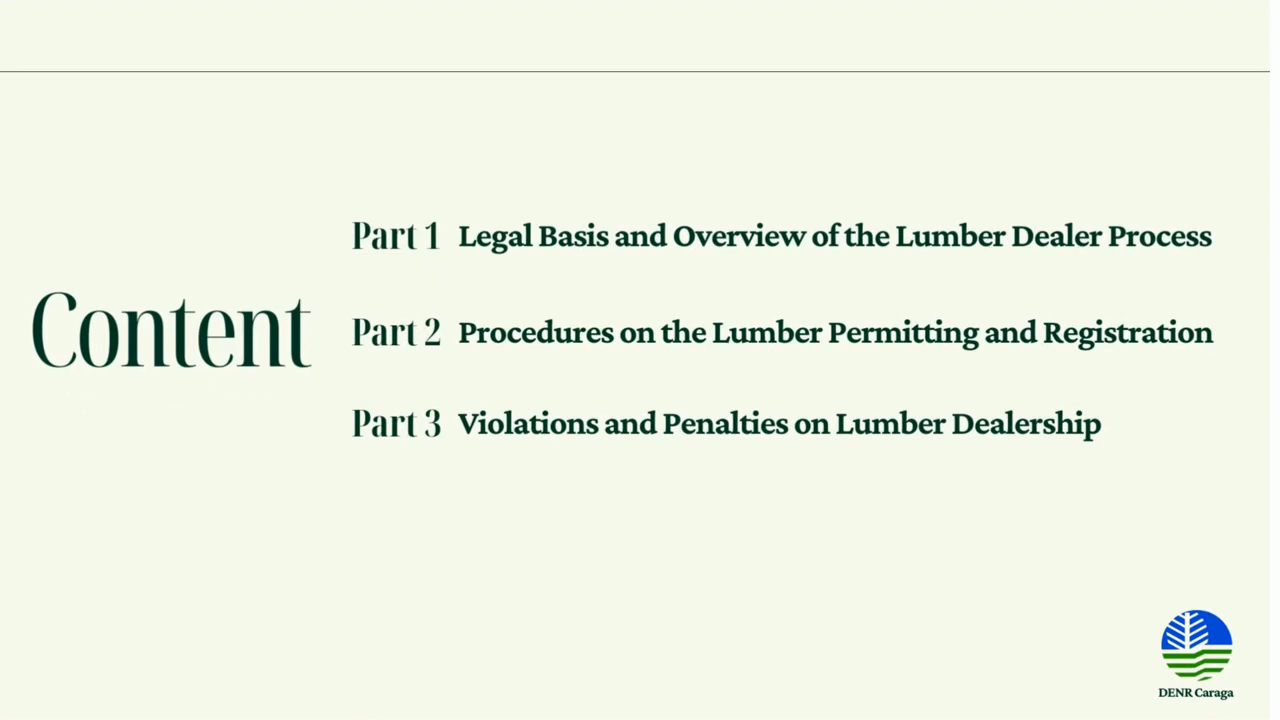 Content
Part 1 Legal Basis and Overview of the Lumber Dealer Process
Part 2 Procedures on the Lumber Permitting and Registration
Part 3 Violations and Penalties on Lumber Dealership
DENR Caraga